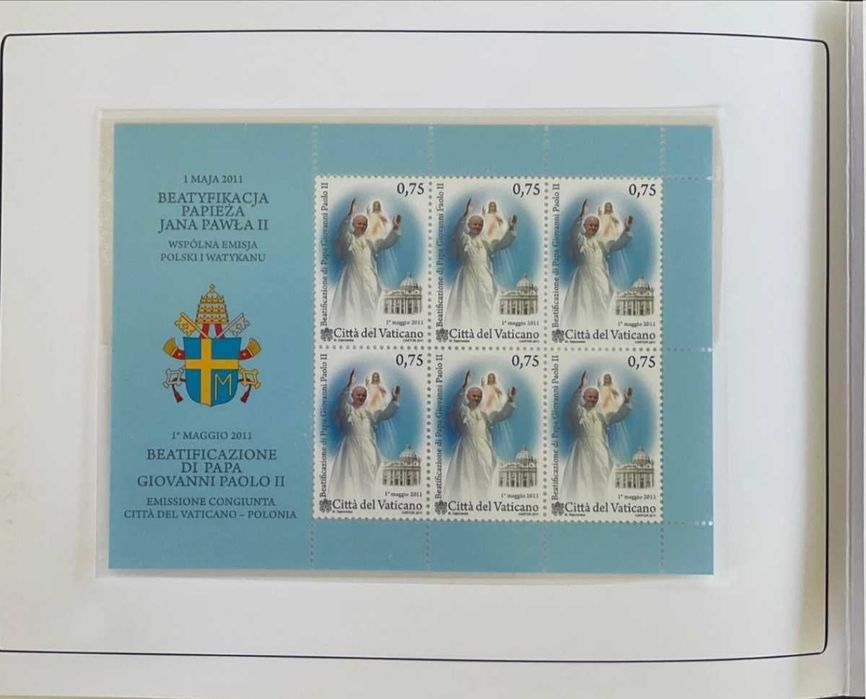 1 MAJA 2011
BEATYFIKACJA
PAPIEŻA
JANA PAWŁA II
WSPÓLNA EMISJA
POLSKI I WATYKANU
M
1° MAGGIO 2011
BEATIFICAZIONE
DI PAPA
GIOVANNI PAOLO II
EMISSIONE CONGIUNTA
CITTÀ DEL VATICANO – POLONIA
0,75
Beatificazione di Papa Giovanni Paolo II
1° maggio 2011
Città del Vaticano
0,75
Beatificazione di Papa Giovanni Paolo II
1° maggio 2011
Città del Vaticano
0,75
Beatificazione di Papa Giovanni Paolo II
1° maggio 2011
Città del Vaticano
0,75
Beatificazione di Papa Giovanni Paolo II
1° maggio 2011
Città del Vaticano
0,75
Beatificazione di Papa Giovanni Paolo II
1° maggio 2011
Città del Vaticano
0,75
Beatificazione di Papa Giovanni Paolo II
1° maggio 2011
Città del Vaticano